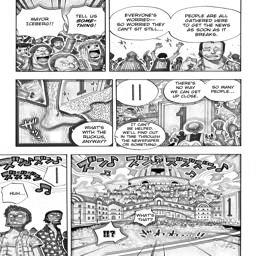 PEOPLE ARE ALL
GATHERED HERE
TO GET THE NEWS
AS SOON AS IT
BREAKS.
EVERYONE'S
WORRIED--
SO WORRIED
THEY CAN'T
SIT STILL...
TELL US
SOME-
THING!
MAYOR
ICEBERG!!
SO MANY
PEOPLE...
THERE'S
NO WAY
WE CAN GET
UP CLOSE.
IT CAN'T
BE HELPED.
WE'LL FIND OUT
IN TIME THROUGH
THE NEWSPAPER
OR SOMETHING...
1
WHAT'S
WITH THE
RUCKUS,
ANYWAY?
1
WHAT'S
THAT?
!!?
HUH...